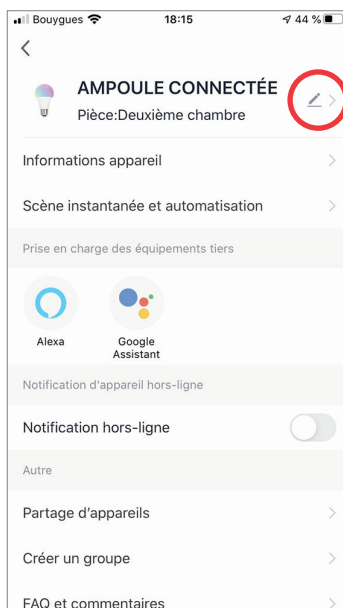 Bouygues 18:15 44 %
AMPOULE CONNECTÉE
Pièce:Deuxième chambre
Informations appareil
Scène instantanée et automatisation
Prise en charge des équipements tiers
Alexa
Google
Assistant
Notification d'appareil hors-ligne
Notification hors-ligne
Autre
Partage d'appareils
Créer un groupe
FAQ et commentaires